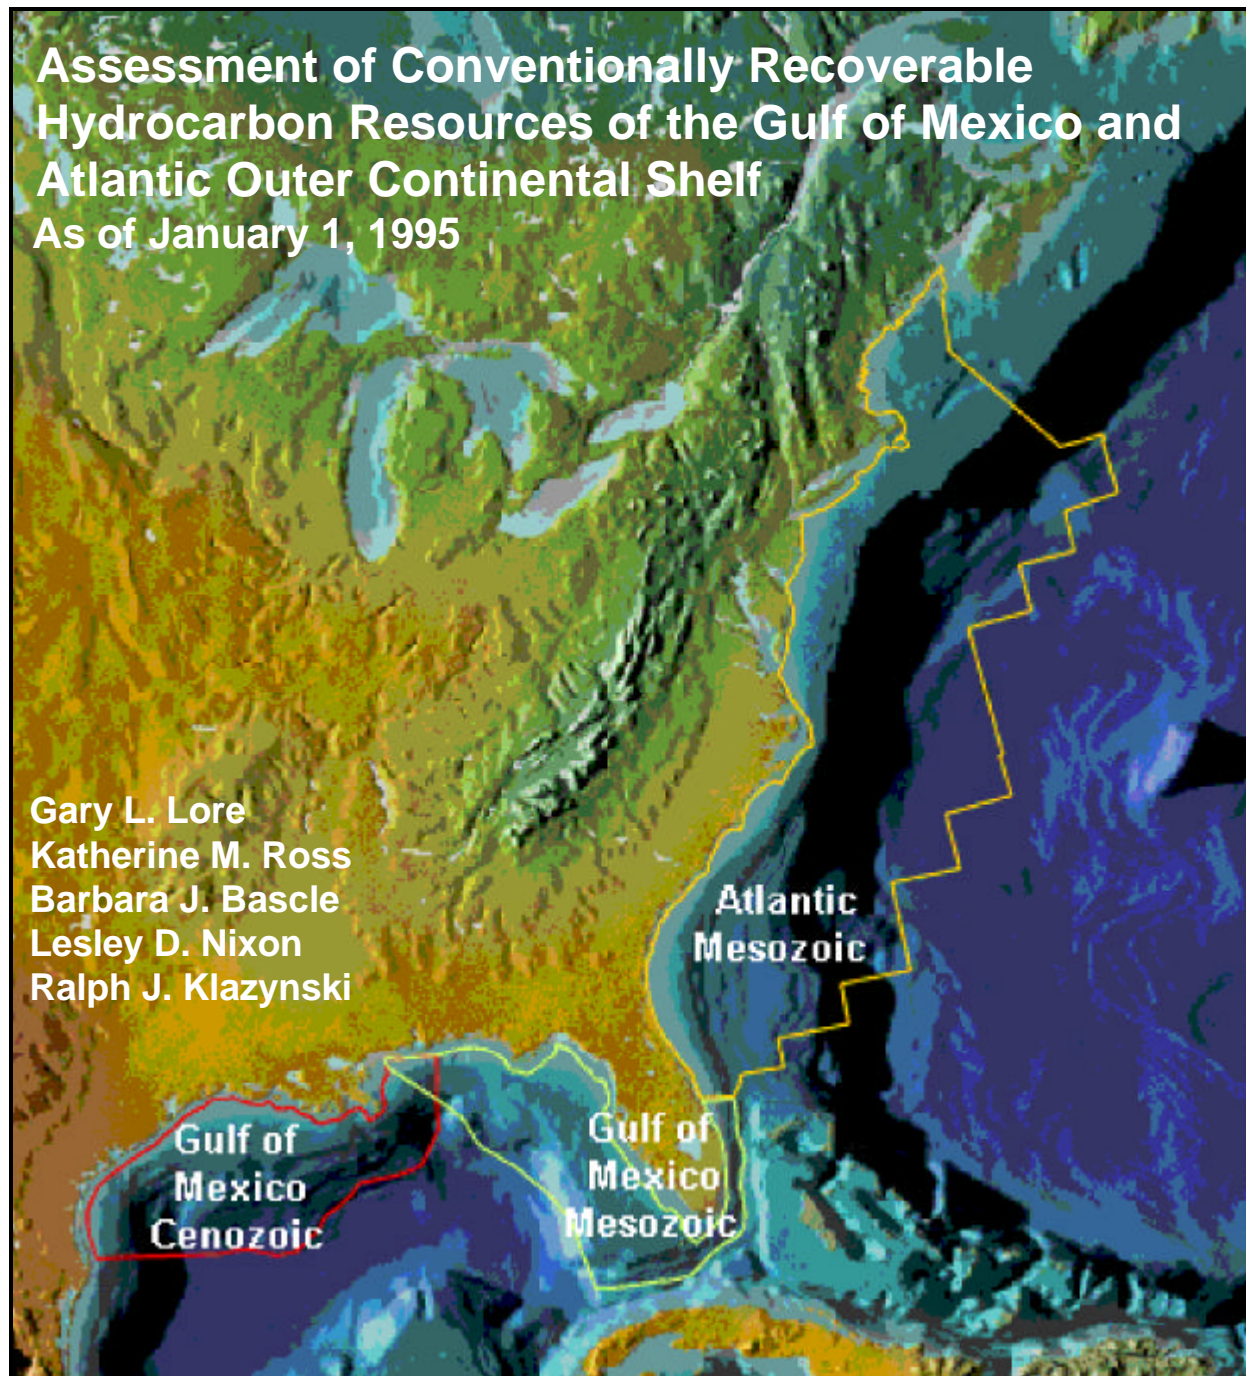 Assessment of Conventionally Recoverable
Hydrocarbon Resources of the Gulf of Mexico and
Atlantic Outer Continental Shelf
As of January 1, 1995
Gary L. Lore
Katherine M. Ross
Barbara J. Bascle
Lesley D. Nixon
Ralph J. Klazynski
Atlantic
Mesozoic
Gulf of
Mexico
Cenozoic
Gulf of
Mexico
Mesozoic